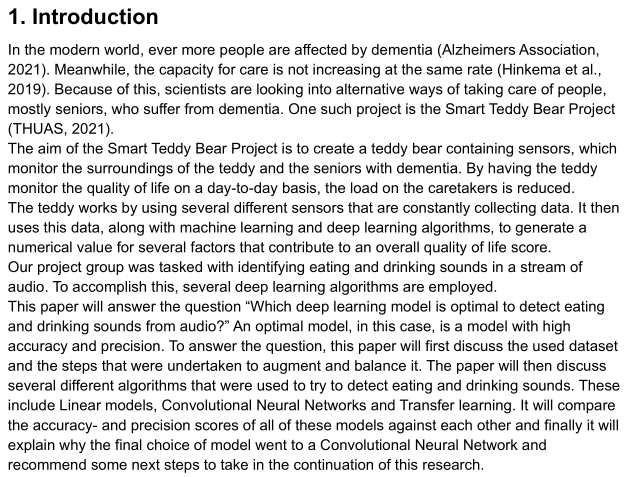 1. Introduction
In the modern world, ever more people are affected by dementia (Alzheimers Association,
2021). Meanwhile, the capacity for care is not increasing at the same rate (Hinkema et al.,
2019). Because of this, scientists are looking into alternative ways of taking care of people,
mostly seniors, who suffer from dementia. One such project is the Smart Teddy Bear Project
(THUAS, 2021).
The aim of the Smart Teddy Bear Project is to create a teddy bear containing sensors, which
monitor the surroundings of the teddy and the seniors with dementia. By having the teddy
monitor the quality of life on a day-to-day basis, the load on the caretakers is reduced.
The teddy works by using several different sensors that are constantly collecting data. It then
uses this data, along with machine learning and deep learning algorithms, to generate a
numerical value for several factors that contribute to an overall quality of life score.
Our project group was tasked with identifying eating and drinking sounds in a stream of
audio. To accomplish this, several deep learning algorithms are employed.
This paper will answer the question “Which deep learning model is optimal to detect eating
and drinking sounds from audio?” An optimal model, in this case, is a model with high
accuracy and precision. To answer the question, this paper will first discuss the used dataset
and the steps that were undertaken to augment and balance it. The paper will then discuss
several different algorithms that were used to try to detect eating and drinking sounds. These
include Linear models, Convolutional Neural Networks and Transfer learning. It will compare
the accuracy- and precision scores of all of these models against each other and finally it will
explain why the final choice of model went to a Convolutional Neural Network and
recommend some next steps to take in the continuation of this research.